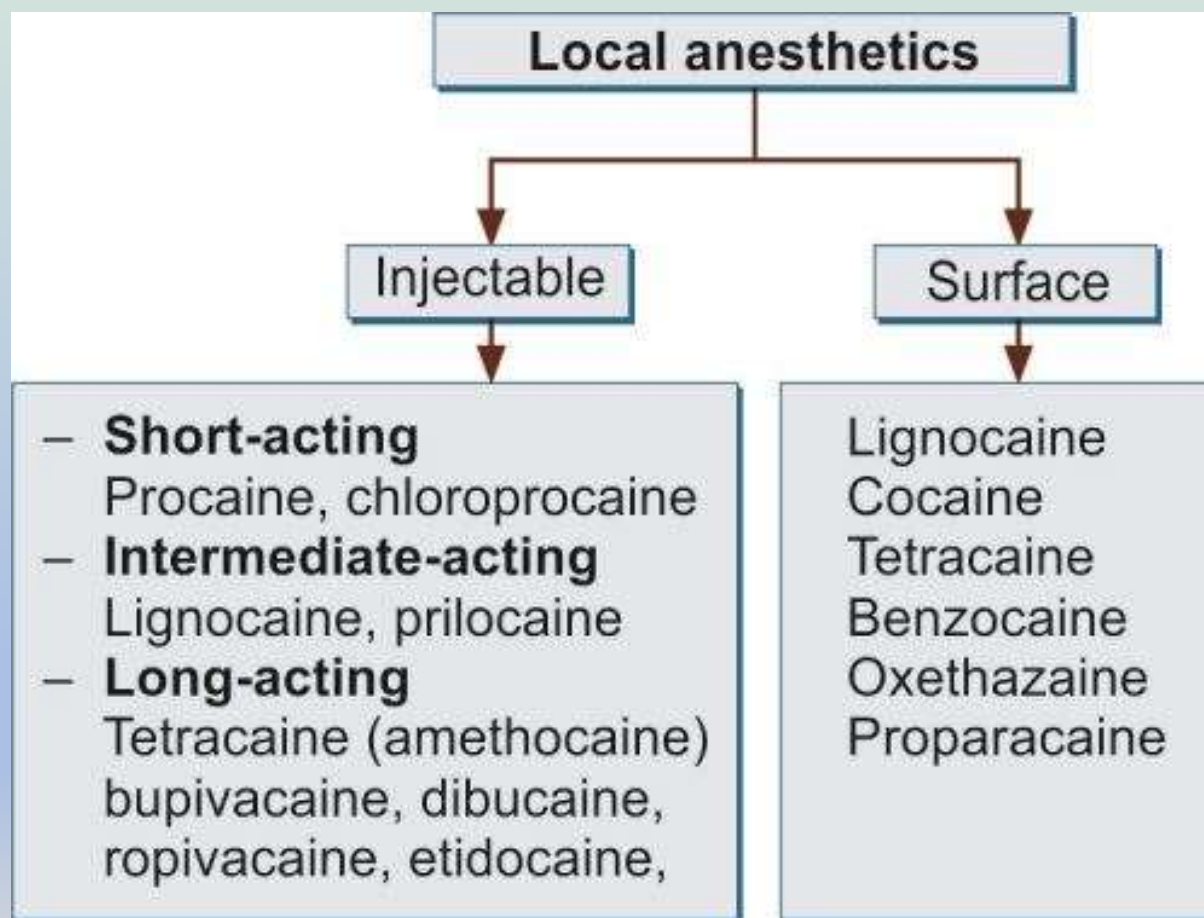 Local anesthetics
Injectable
Surface
– Short-acting
Procaine, chloroprocaine
– Intermediate-acting
Lignocaine, prilocaine
– Long-acting
Tetracaine (amethocaine)
bupivacaine, dibucaine,
ropivacaine, etidocaine,
Lignocaine
Cocaine
Tetracaine
Benzocaine
Oxethazaine
Proparacaine